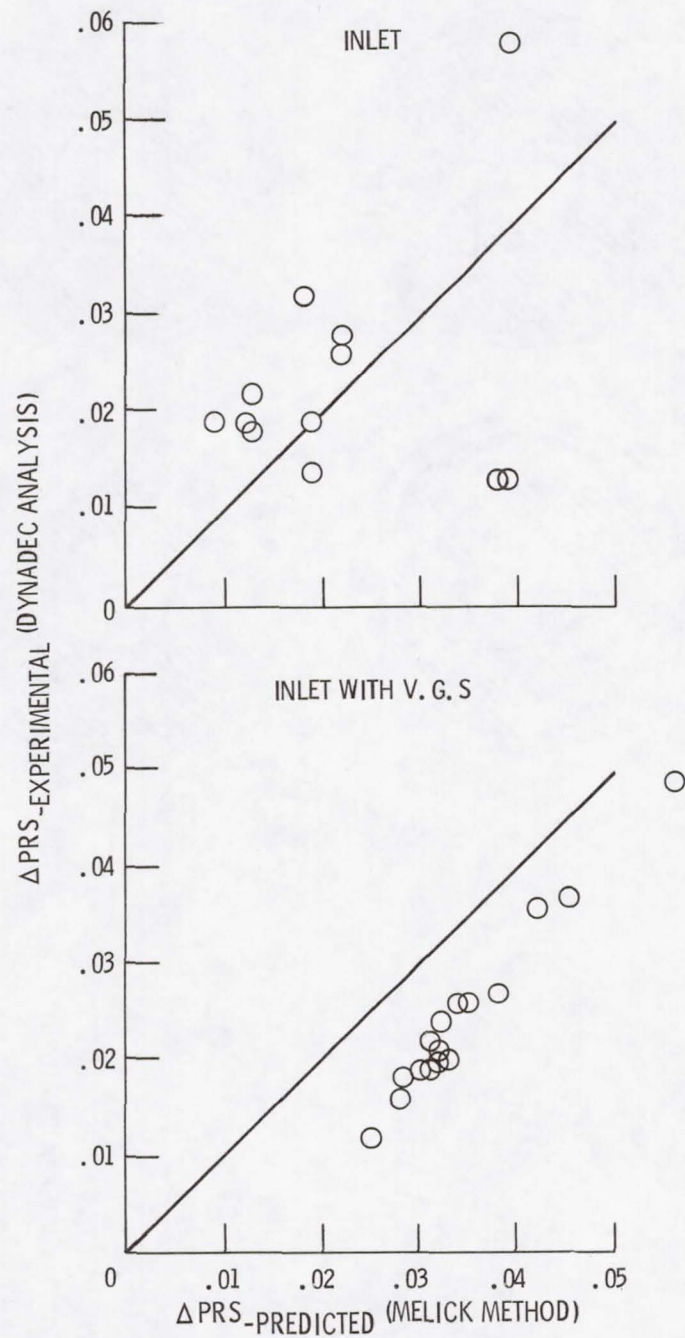 INLET
.06
.05
.04
.03
.02
.01
0
INLET WITH V. G. S
.06
.05
.04
.03
.02
.01
0 .01 .02 .03 .04 .05
ΔPRS-EXPERIMENTAL (DYNADEC ANALYSIS)
ΔPRS-PREDICTED (MELICK METHOD)